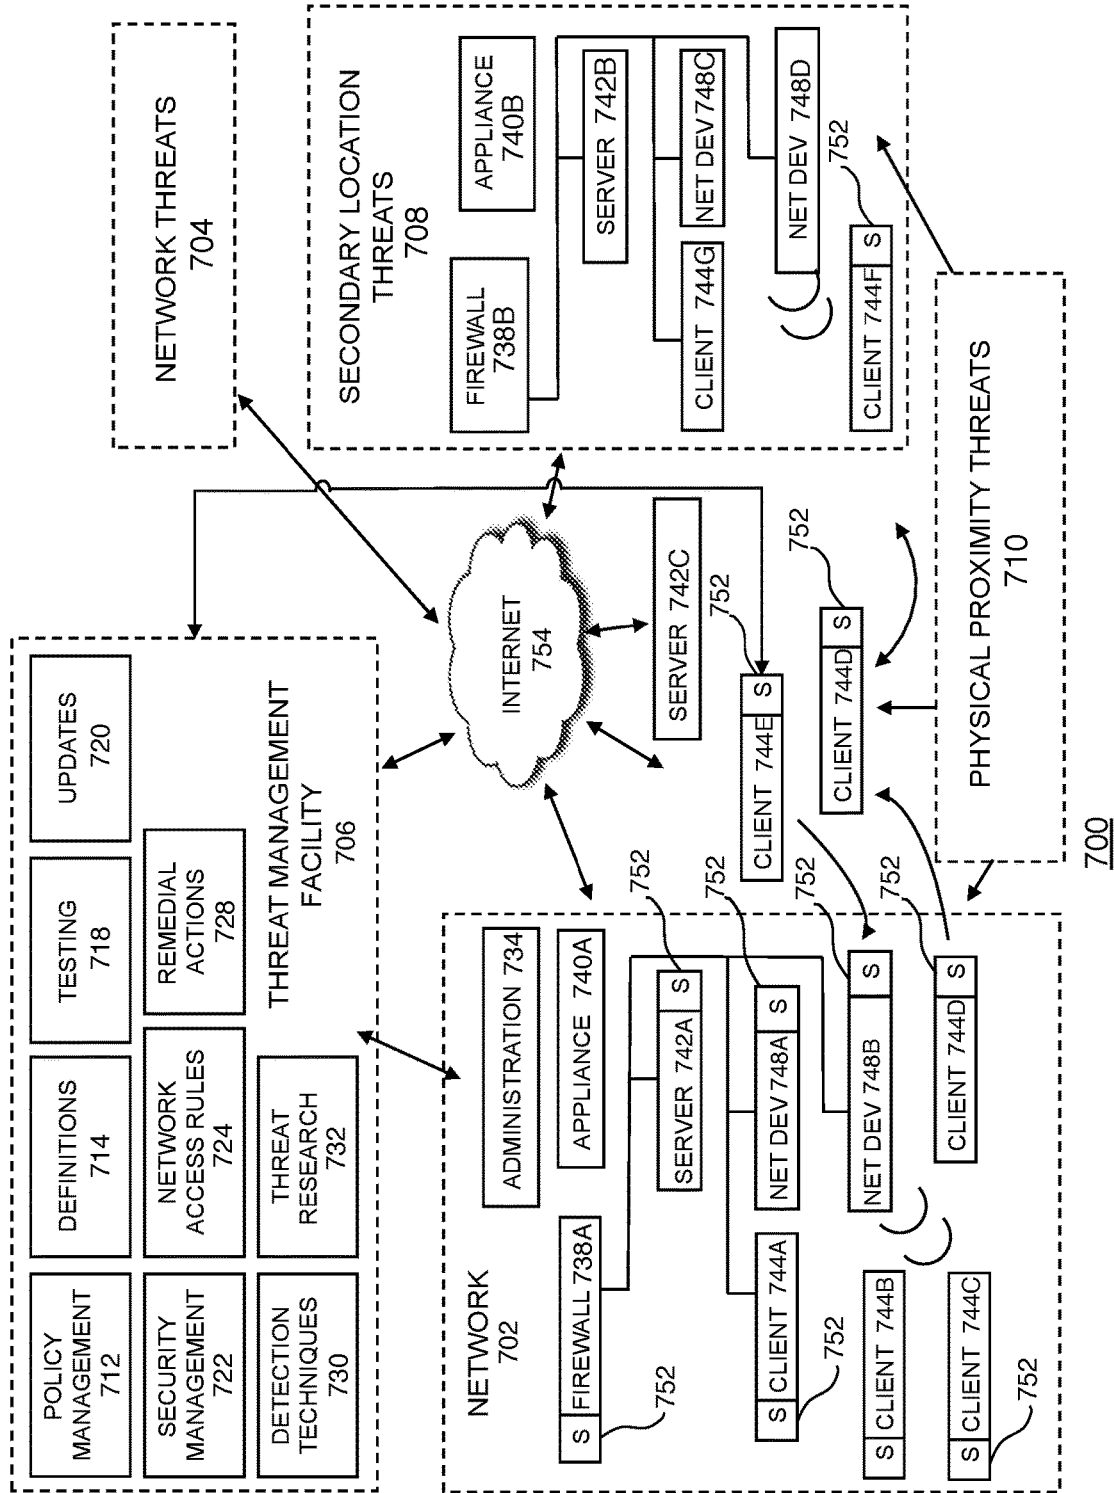 POLICY
MANAGEMENT
712
DEFINITIONS
714
TESTING
718
UPDATES
720
SECURITY
MANAGEMENT
722
NETWORK
ACCESS RULES
724
REMEDIAL
ACTIONS
728
DETECTION
TECHNIQUES
730
THREAT
RESEARCH
732
THREAT MANAGEMENT
FACILITY
706
NETWORK THREATS
704
INTERNET
754
SECONDARY LOCATION
THREATS
708
FIREWALL
738B
APPLIANCE
740B
SERVER 742B
CLIENT 744G
NET DEV 748C
NET DEV 748D
CLIENT 744F
S
752
NETWORK
702
ADMINISTRATION 734
APPLIANCE 740A
S
FIREWALL 738A
752
SERVER 742A
S
752
S
CLIENT 744A
752
NET DEV 748A
S
752
NET DEV 748B
S
752
S
CLIENT 744B
S
CLIENT 744C
752
CLIENT 744D
S
752
SERVER 742C
CLIENT 744E
S
752
CLIENT 744D
S
752
PHYSICAL PROXIMITY THREATS
710
700